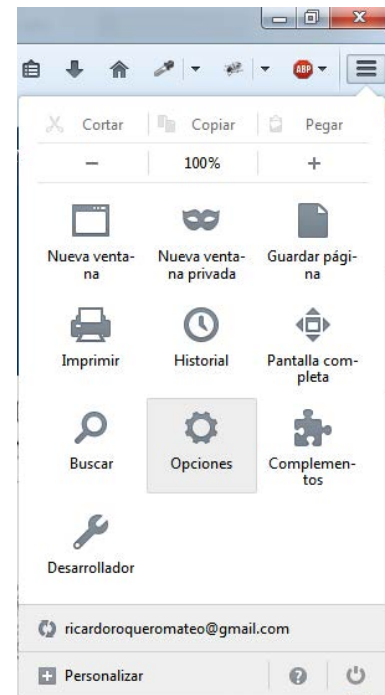 ABP
Cortar Copiar Pegar
− 100% +
Nueva venta- Nueva venta- Guardar pági-
na na privada na
Imprimir Historial Pantalla com-
pleta
Buscar Opciones Complemen-
tos
Desarrollador
ricardoroqueromateo@gmail.com
Personalizar